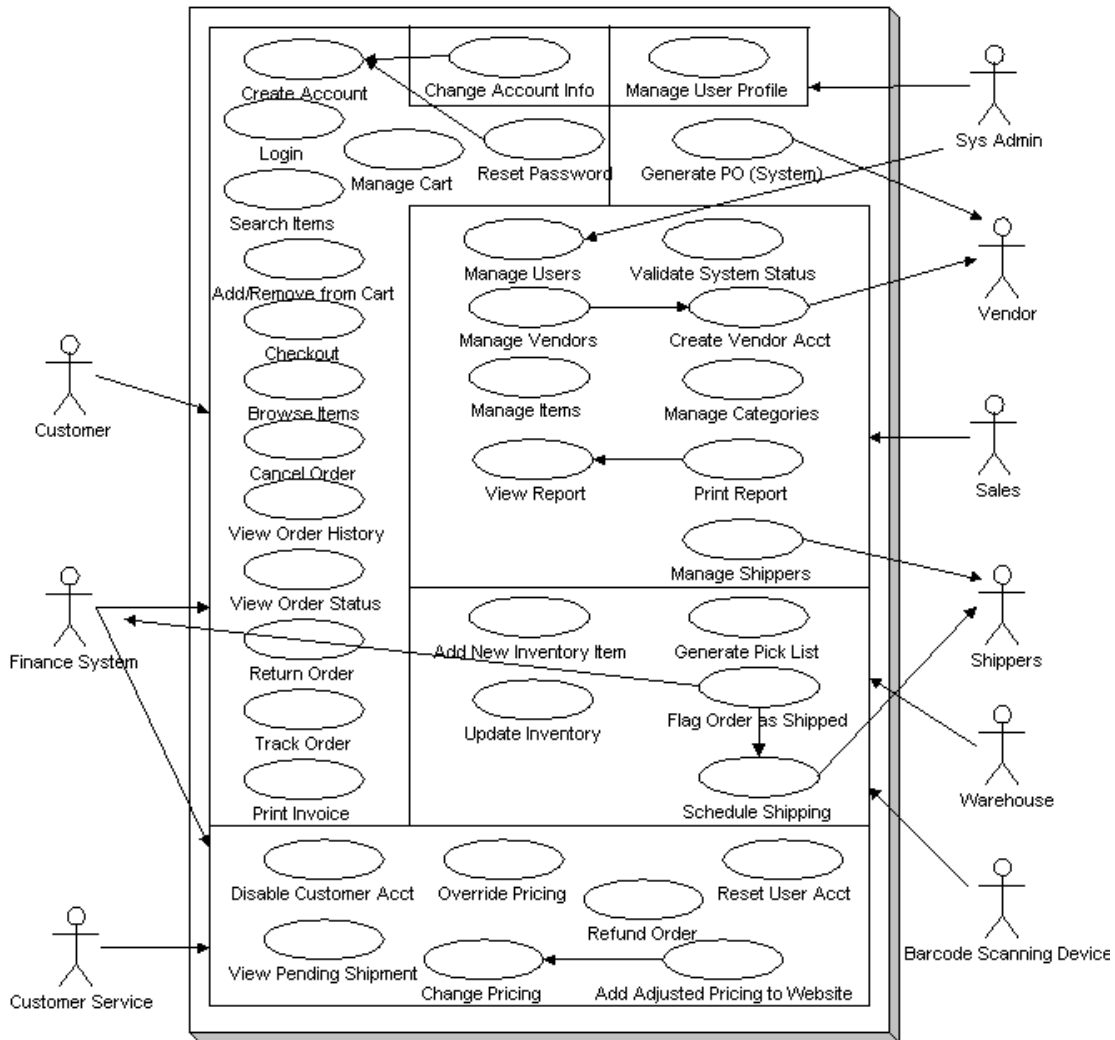 Create Account
Change Account Info
Manage User Profile
Sys Admin
Login
Manage Cart
Reset Password
Generate PO (System)
Search Items
Manage Users
Validate System Status
Add/Remove from Cart
Vendor
Manage Vendors
Create Vendor Acct
Checkout
Customer
Browse Items
Manage Items
Manage Categories
Cancel Order
View Report
Print Report
Sales
View Order History
Manage Shippers
View Order Status
Finance System
Add New Inventory Item
Generate Pick List
Shippers
Return Order
Update Inventory
Flag Order as Shipped
Track Order
Print Invoice
Schedule Shipping
Warehouse
Disable Customer Acct
Override Pricing
Reset User Acct
Refund Order
Barcode Scanning Device
View Pending Shipment
Change Pricing
Add Adjusted Pricing to Website
Customer Service